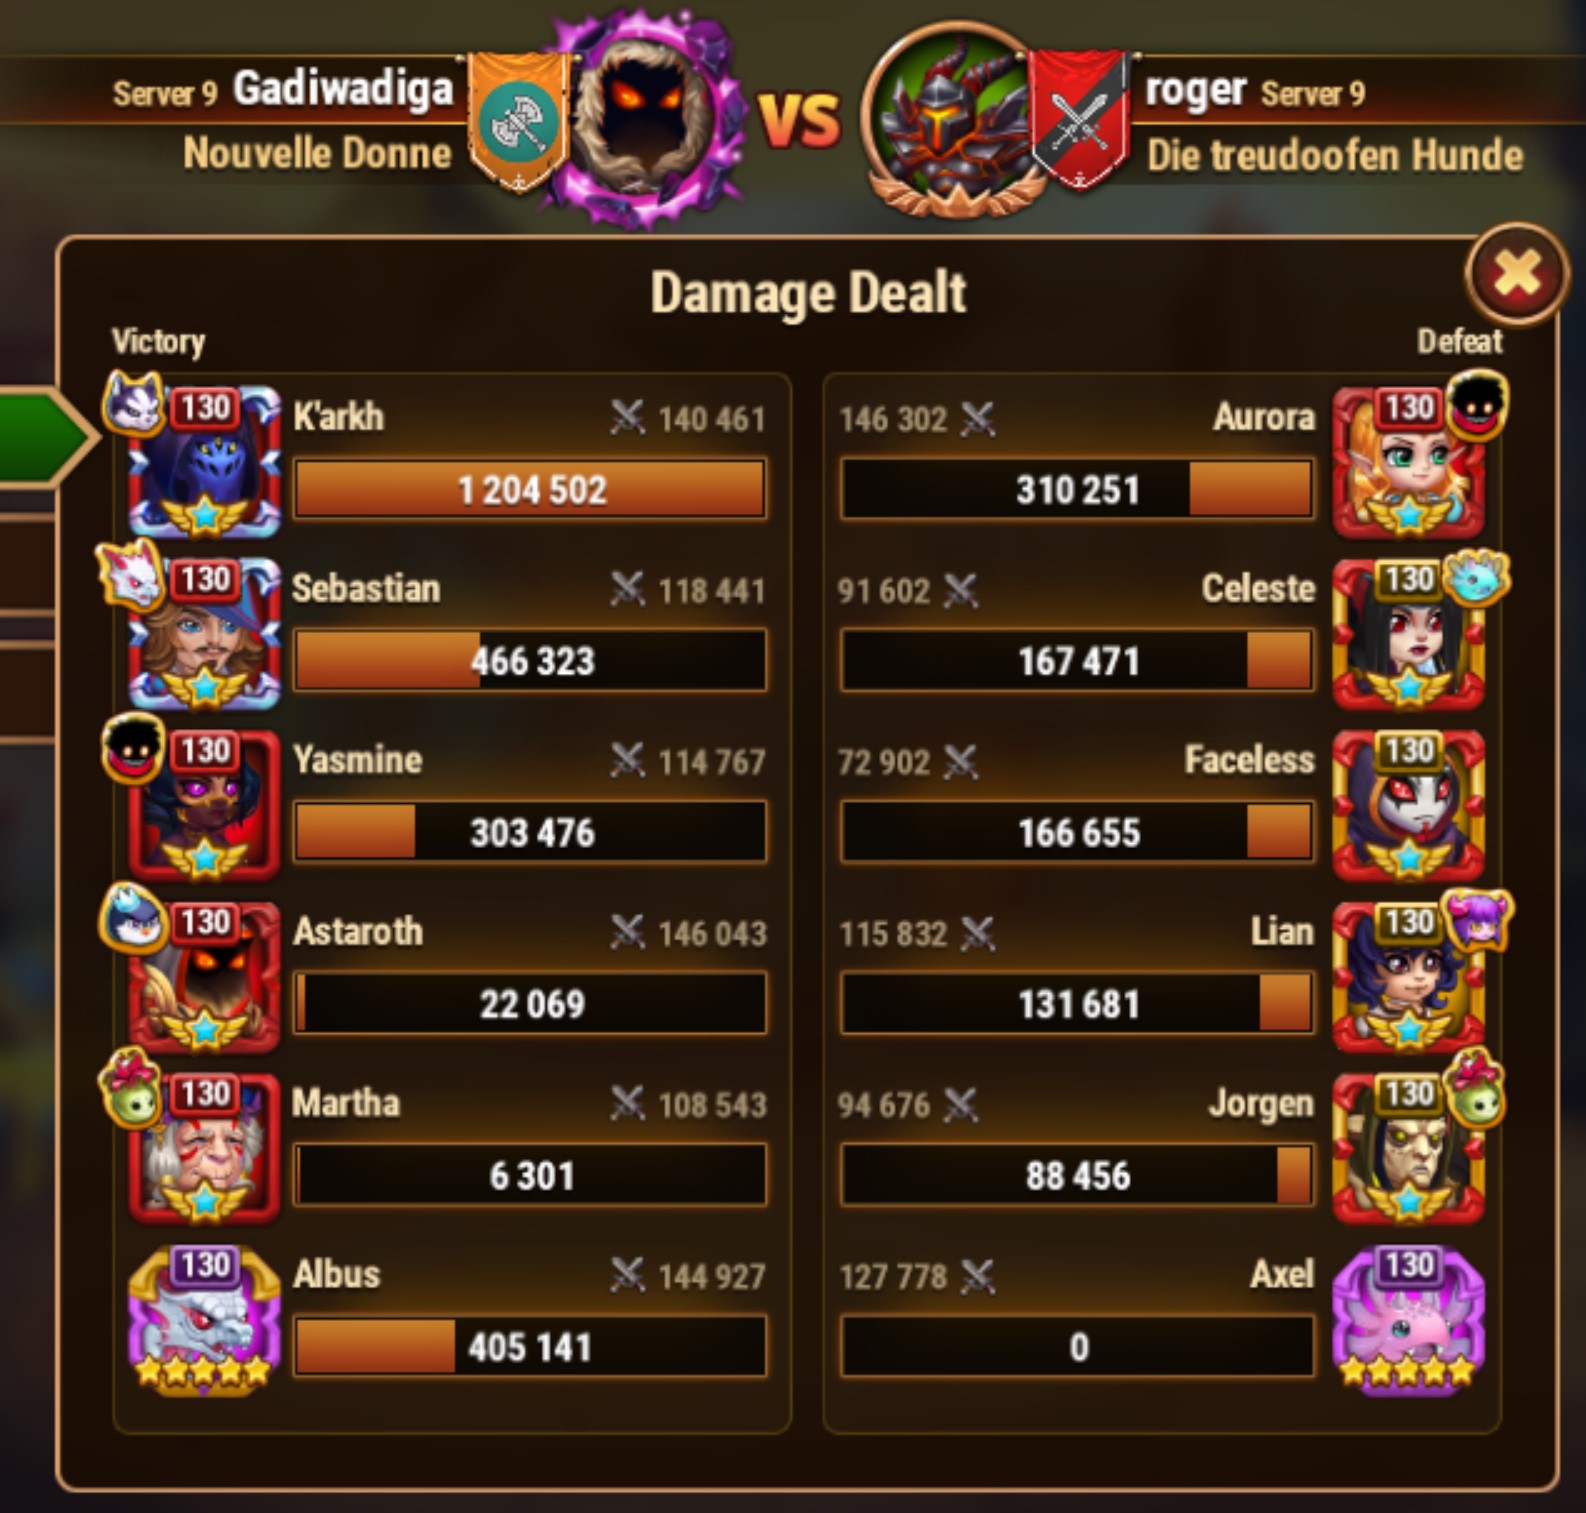 Server 9 Gadiwadiga
Nouvelle Donne
VS
roger Server 9
Die treudoofen Hunde
Damage Dealt
Victory
Defeat
130 K'arkh 140 461
1 204 502
146 302 Aurora 130
310 251
130 Sebastian 118 441
466 323
91 602 Celeste 130
167 471
130 Yasmine 114 767
303 476
72 902 Faceless 130
166 655
130 Astaroth 146 043
22 069
115 832 Lian 130
131 681
130 Martha 108 543
6 301
94 676 Jorgen 130
88 456
130 Albus 144 927
405 141
127 778 Axel 130
0